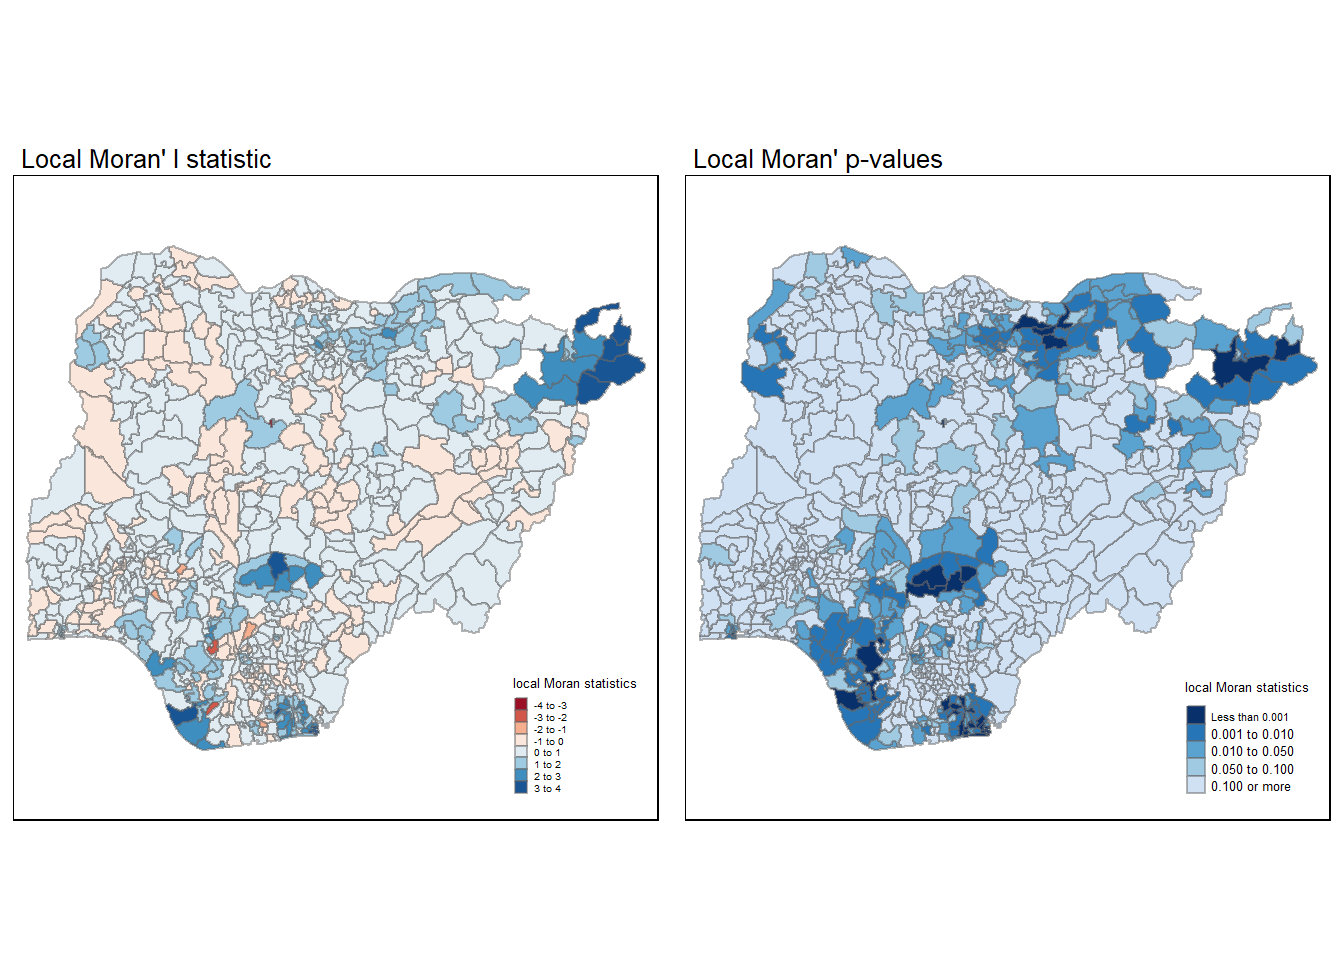 Local Moran' I statistic
local Moran statistics
-4 to -3
-3 to -2
-2 to -1
-1 to 0
0 to 1
1 to 2
2 to 3
3 to 4
Local Moran' p-values
local Moran statistics
Less than 0.001
0.001 to 0.010
0.010 to 0.050
0.050 to 0.100
0.100 or more